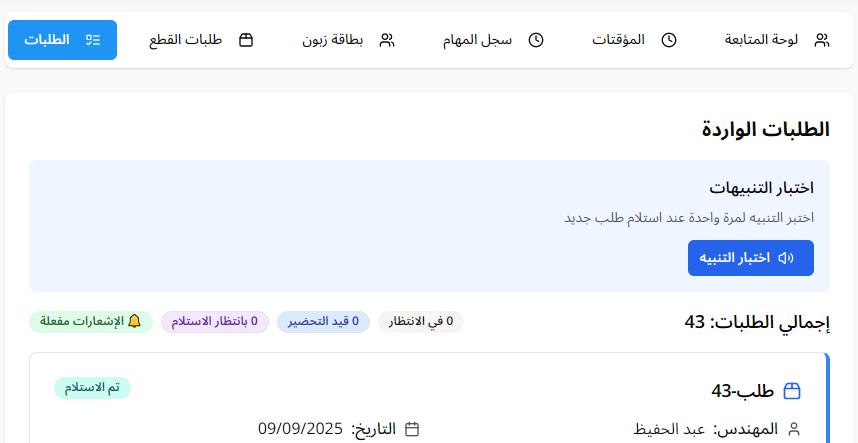 لوحة المتابعة المؤقتات سجل المهام بطاقة زبون طلبات القطع الطلبات
الطلبات الواردة
اختبار التنبيهات
اختبر التنبيه لمرة واحدة عند استلام طلب جديد
اختبار التنبيه
إجمالي الطلبات: 43 0 في الانتظار 0 قيد التحضير 0 بانتظار الاستلام 🔔 الإشعارات مفعلة
طلب-43 تم الاستلام
المهندس: عبد الحفيظ التاريخ: 09/09/2025